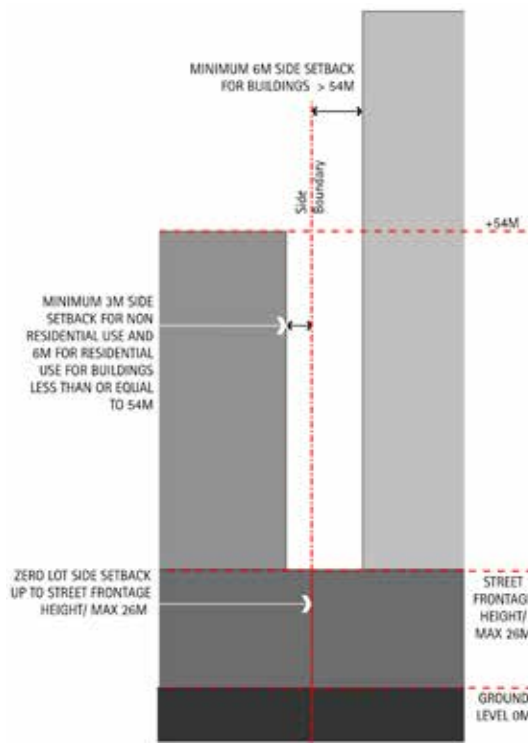 MINIMUM 6M SIDE SETBACK
FOR BUILDINGS > 54M
Side
Boundary
+54M
MINIMUM 3M SIDE
SETBACK FOR NON
RESIDENTIAL USE AND
6M FOR RESIDENTIAL
USE FOR BUILDINGS
LESS THAN OR EQUAL
TO 54M
ZERO LOT SIDE SETBACK
UP TO STREET FRONTAGE
HEIGHT/ MAX 26M
STREET
FRONTAGE
HEIGHT/
MAX 26M
GROUND
LEVEL 0M